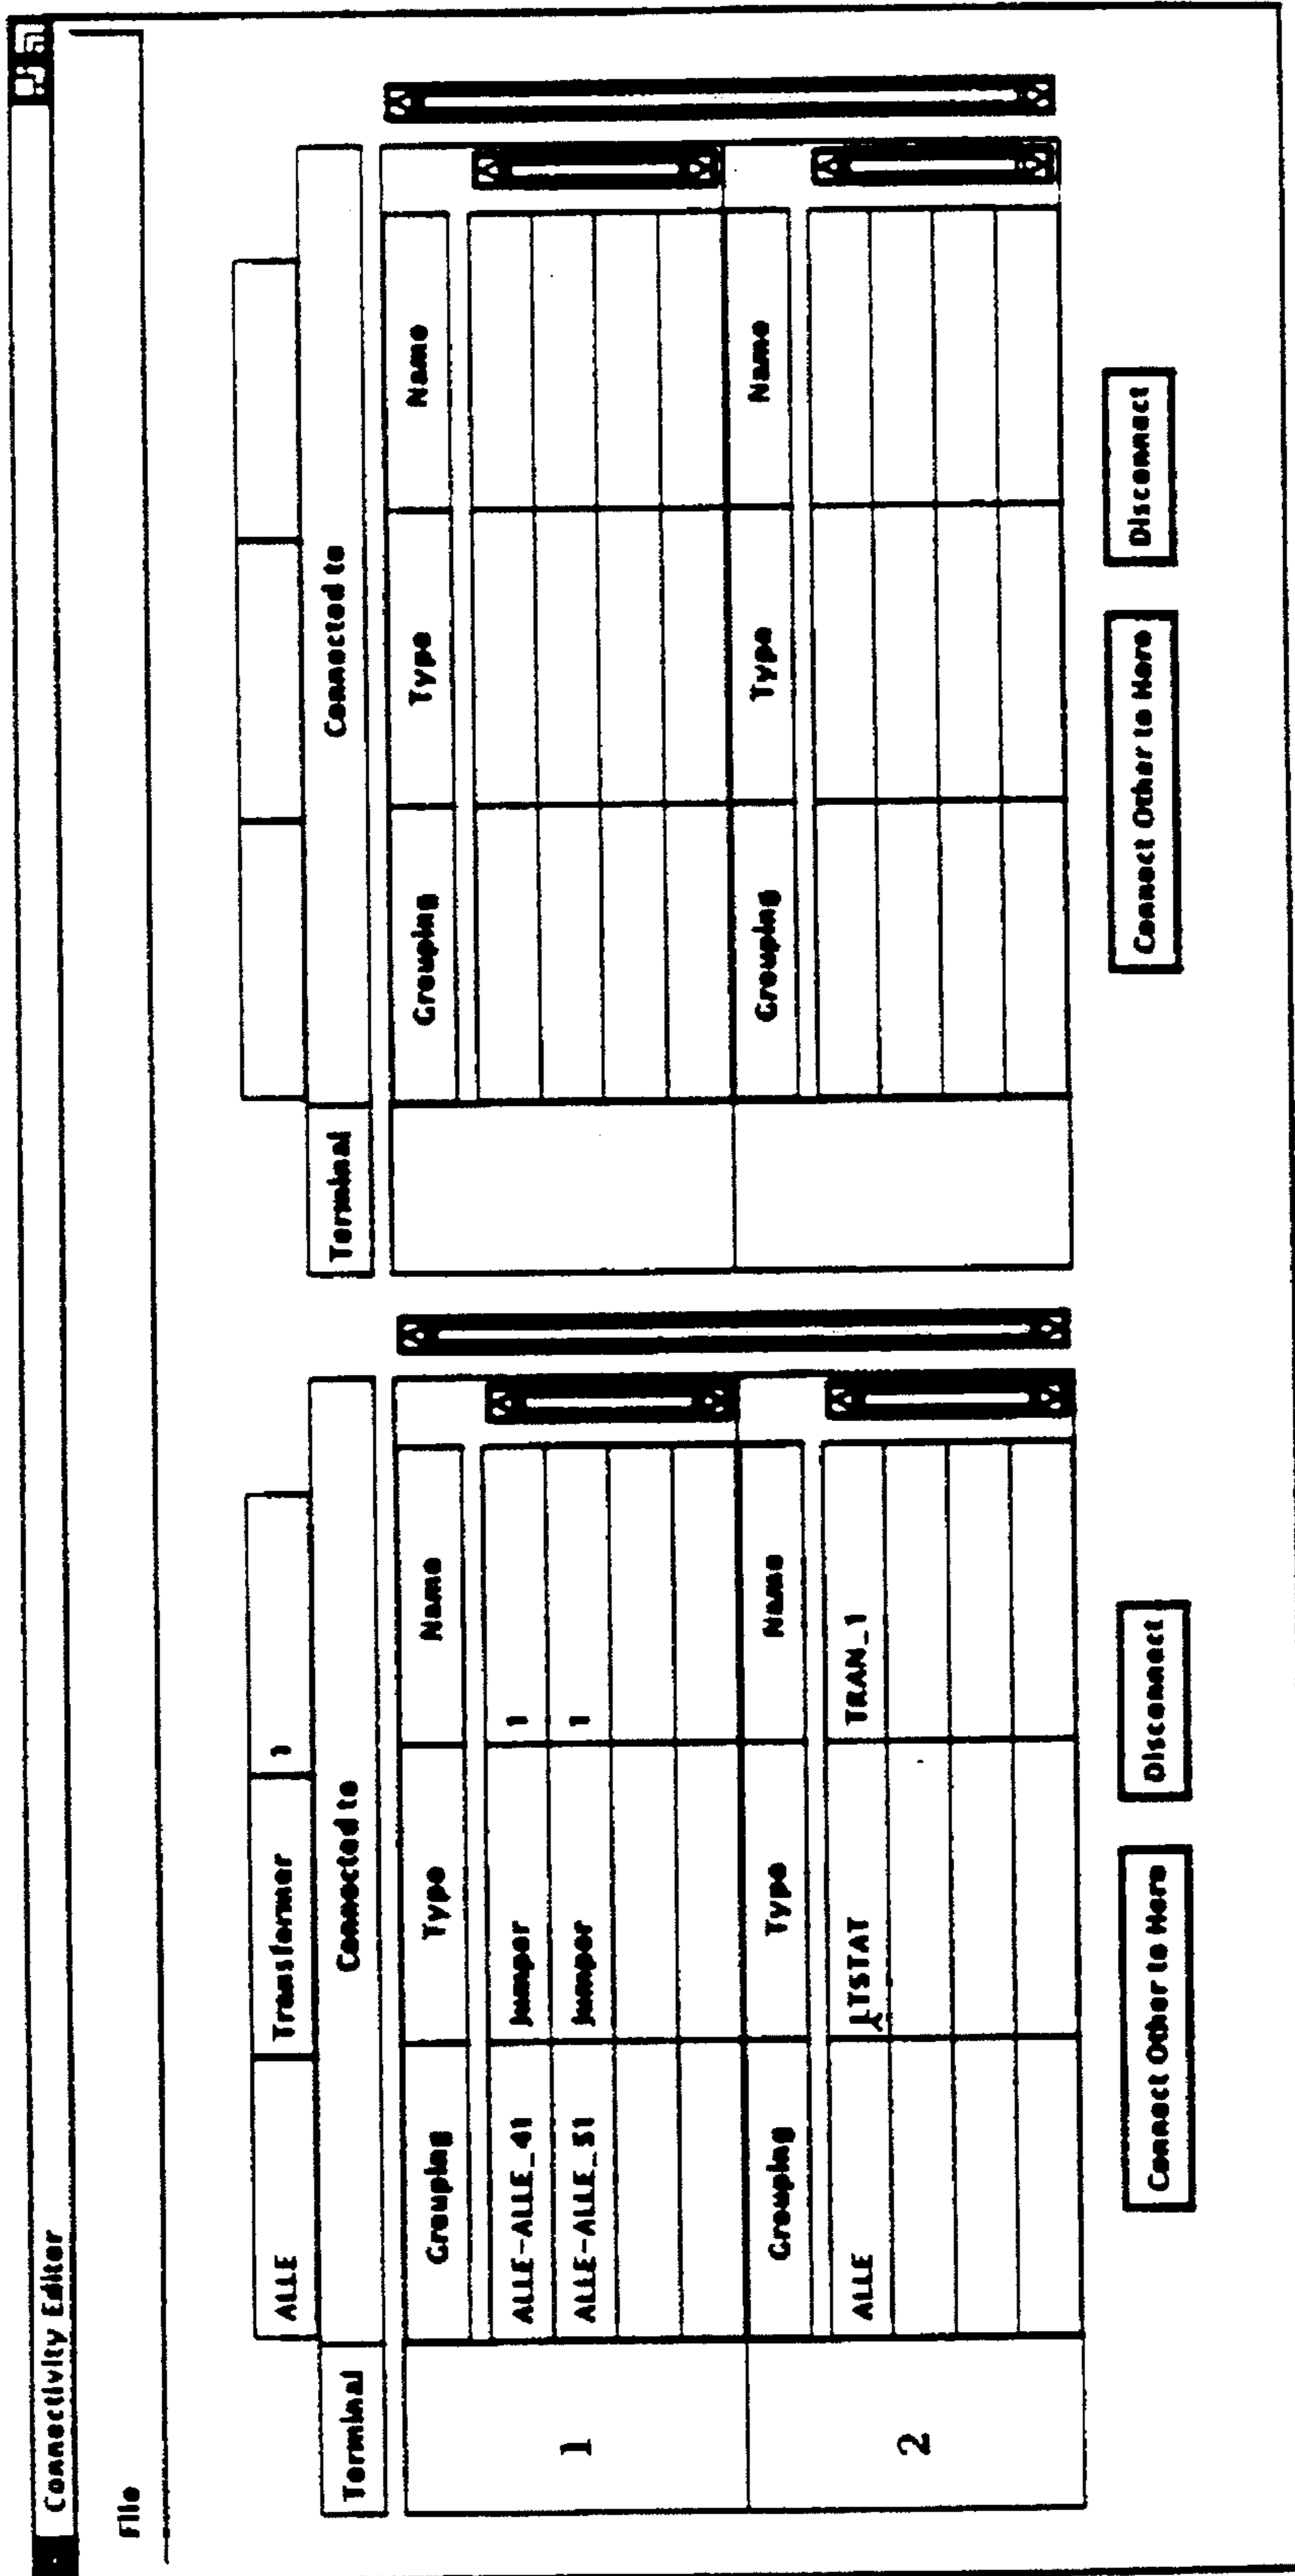 Connectivity Editor
File
ALLE Transformer 1
Terminal Connected to
Grouping Type Name
1
ALLE-ALLE_41 Jumper 1
ALLE-ALLE_51 Jumper 1
Grouping Type Name
2
ALLE LTSTAT TRAN_1
Connect Other to Here Disconnect
Terminal Connected to
Grouping Type Name
Grouping Type Name
Connect Other to Here Disconnect